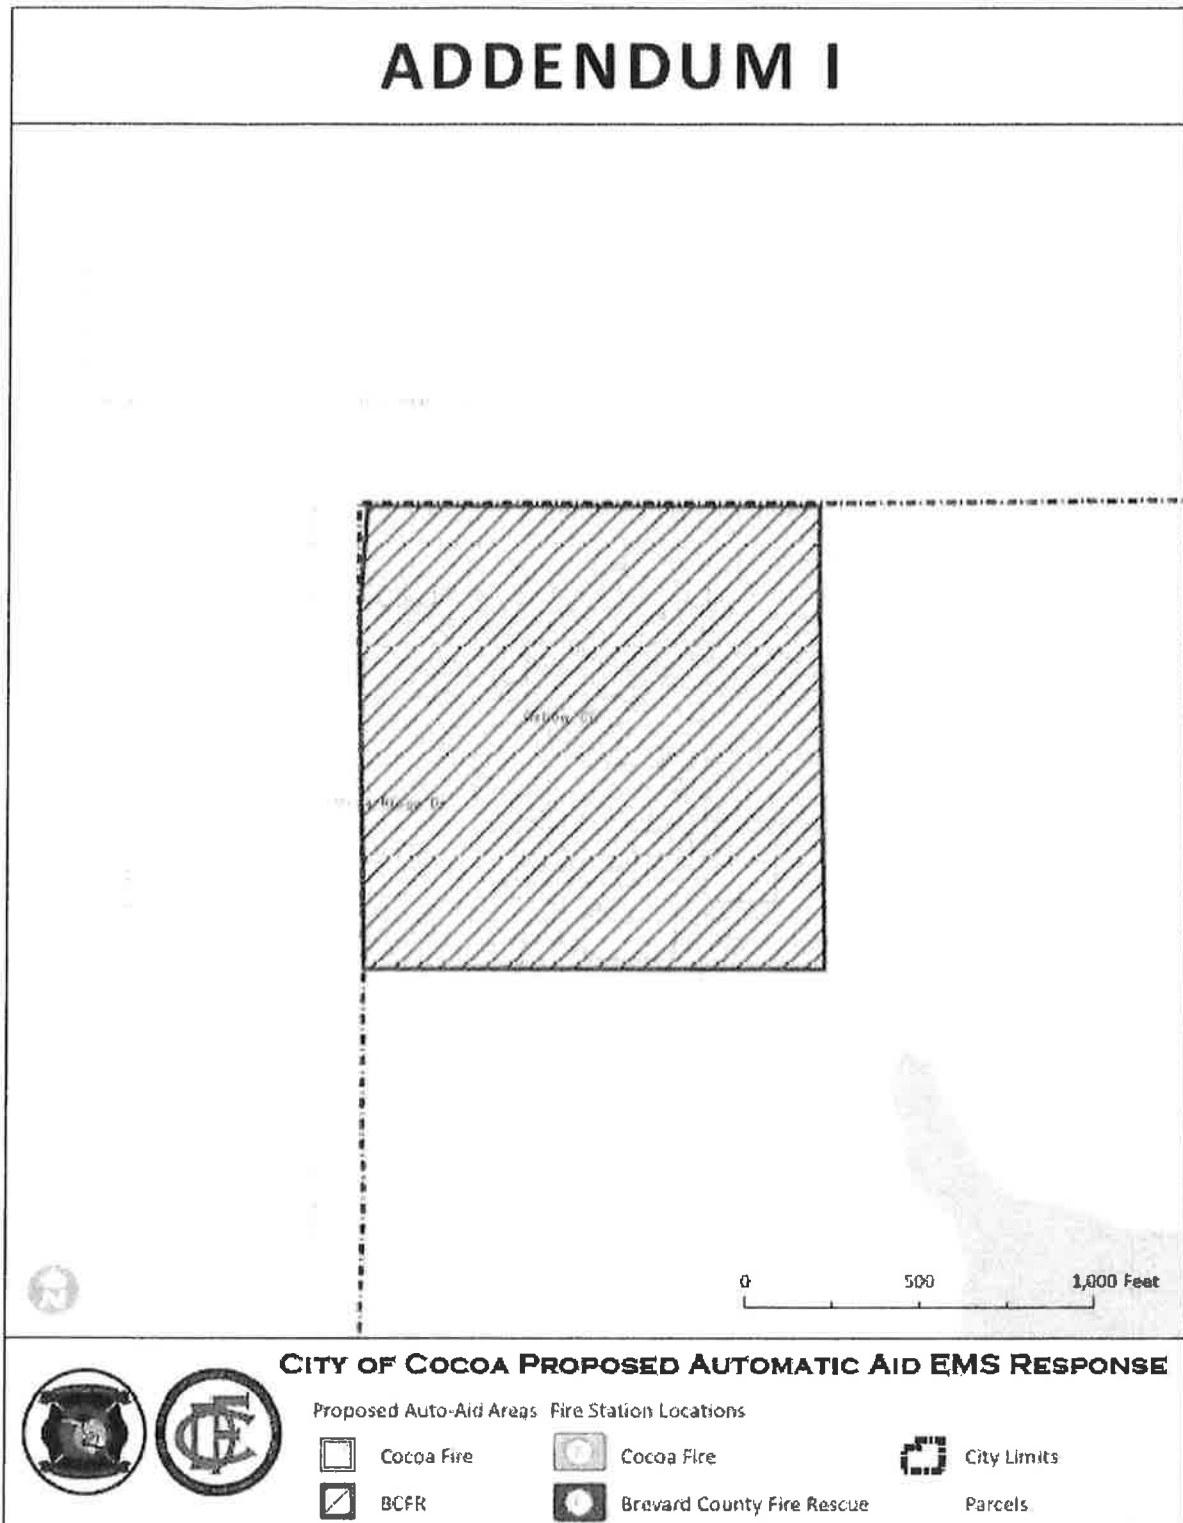 ADDENDUM I
0 500 1,000 Feet
N
CITY OF COCOA PROPOSED AUTOMATIC AID EMS RESPONSE
Proposed Auto-Aid Areas Fire Station Locations
Cocoa Fire Cocoa Fire City Limits
BCFR Brevard County Fire Rescue Parcels